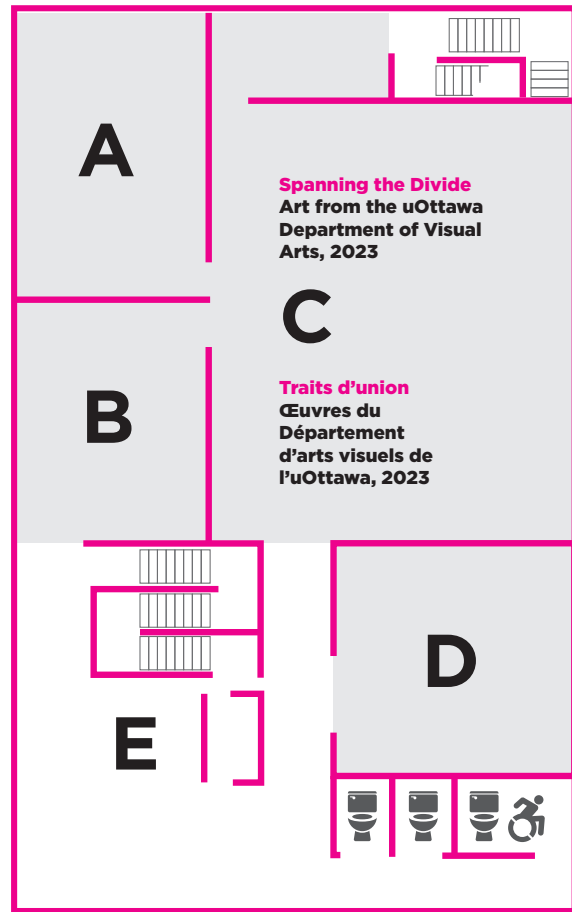 A
Spanning the Divide
Art from the uOttawa
Department of Visual
Arts, 2023
C
B
Traits d’union
Œuvres du
Département
d’arts visuels de
l’uOttawa, 2023
D
E